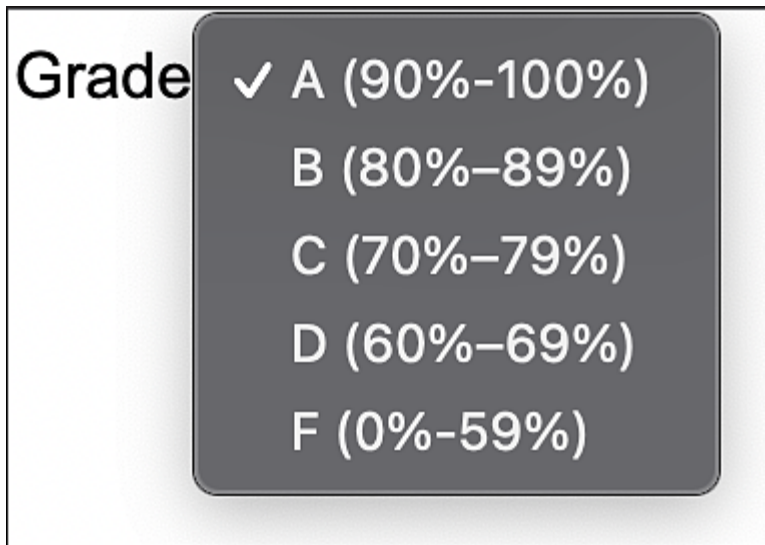 Grade ✓ A (90%-100%)
B (80%–89%)
C (70%–79%)
D (60%–69%)
F (0%-59%)